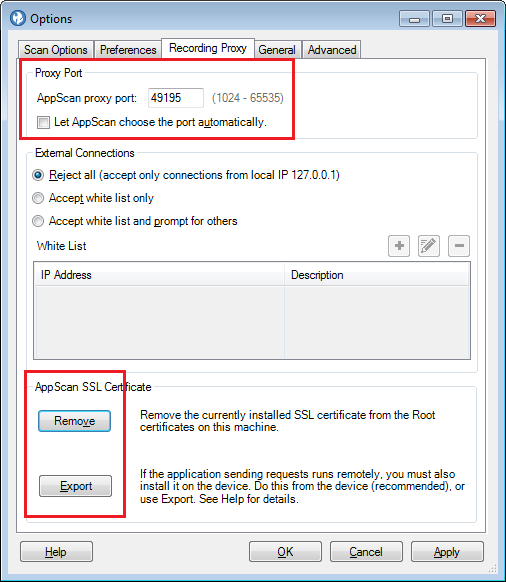 Options
Scan Options Preferences Recording Proxy General Advanced
Proxy Port
AppScan proxy port: 49195 (1024 - 65535)
Let AppScan choose the port automatically.
External Connections
Reject all (accept only connections from local IP 127.0.0.1)
Accept white list only
Accept white list and prompt for others
White List
IP Address Description
AppScan SSL Certificate
Remove
Remove the currently installed SSL certificate from the Root
certificates on this machine.
Export
If the application sending requests runs remotely, you must also
install it on the device. Do this from the device (recommended), or
use Export. See Help for details.
Help OK Cancel Apply